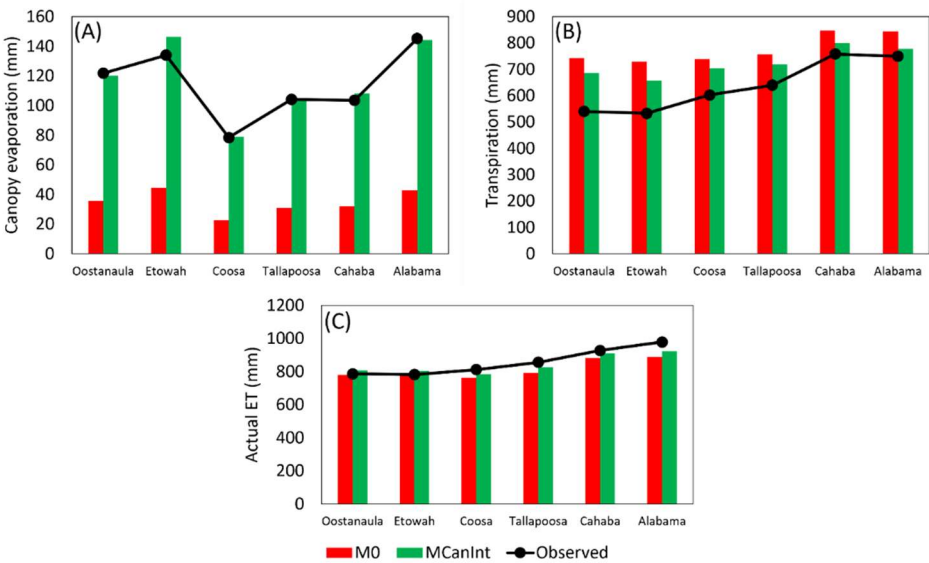 (A)
Canopy evaporation (mm)
160
140
120
100
80
60
40
20
0
Oostanaula Etowah Coosa Tallapoosa Cahaba Alabama
(B)
Transpiration (mm)
900
800
700
600
500
400
300
200
100
0
Oostanaula Etowah Coosa Tallapoosa Cahaba Alabama
(C)
Actual ET (mm)
1200
1000
800
600
400
200
0
Oostanaula Etowah Coosa Tallapoosa Cahaba Alabama
M0 MCanInt Observed